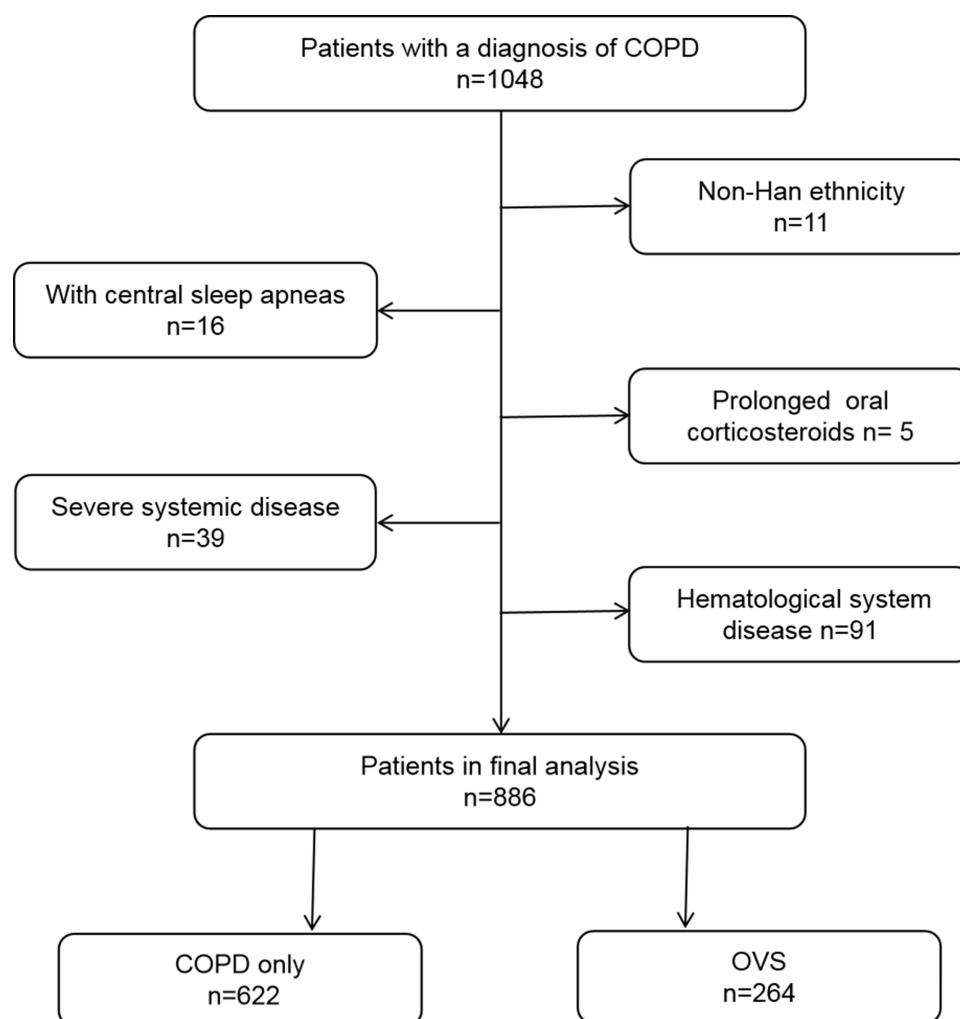 Patients with a diagnosis of COPD
n=1048
Non-Han ethnicity
n=11
With central sleep apneas
n=16
Prolonged  oral
corticosteroids n= 5
Severe systemic disease
n=39
Hematological system
disease n=91
Patients in final analysis
n=886
COPD only
n=622
OVS
n=264